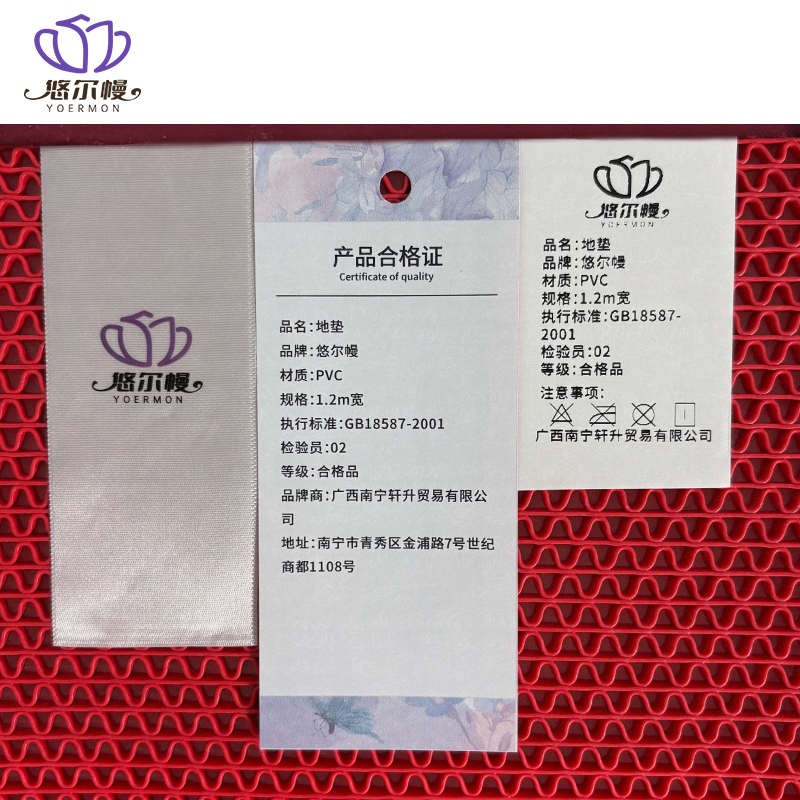 悠尔幔
YOERMON
悠尔幔
YOERMON
产品合格证
Certificate of quality
品名:地垫
品牌:悠尔幔
材质:PVC
规格:1.2m宽
执行标准:GB18587-2001
检验员:02
等级:合格品
品牌商:广西南宁轩升贸易有限公
司
地址:南宁市青秀区金浦路7号世纪
商都1108号
悠尔幔
YOERMON
品名:地垫
品牌:悠尔幔
材质:PVC
规格:1.2m宽
执行标准:GB18587-
2001
检验员:02
等级:合格品
注意事项:
广西南宁轩升贸易有限公司